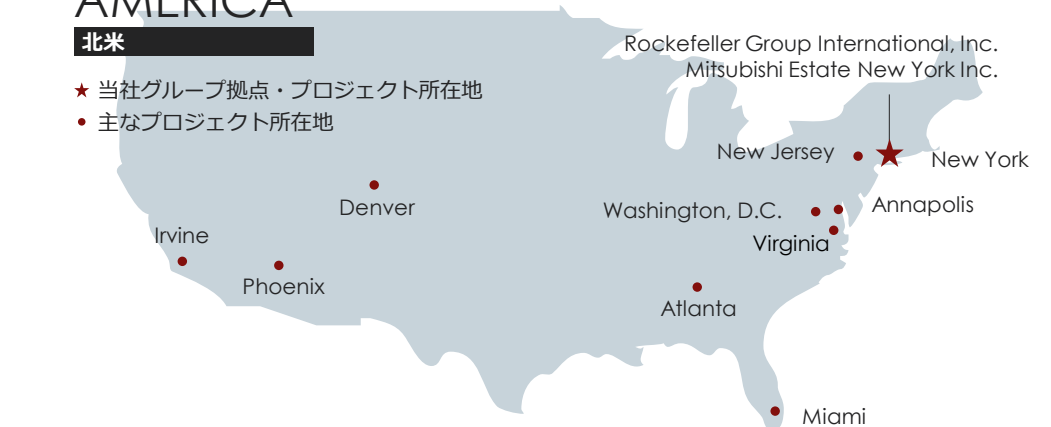 AMERICA
北米
★ 当社グループ拠点・プロジェクト所在地
● 主なプロジェクト所在地
Rockefeller Group International, Inc.
Mitsubishi Estate New York Inc.
New Jersey
New York
Denver
Washington, D.C.
Annapolis
Irvine
Virginia
Phoenix
Atlanta
Miami